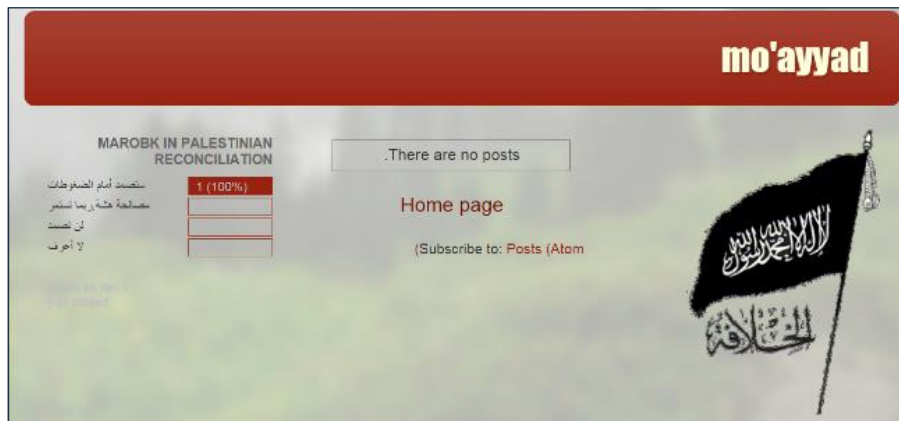 mo'ayyad
MAROBK IN PALESTINIAN
RECONCILIATION
ستصمد أمام الضغوطات
1 (100%)
مصالحة هشة ربما تستمر
لن تصمد
لا أعرف
.There are no posts
Home page
(Subscribe to: Posts (Atom
لا إله إلا الله محمد رسول الله
الخلافة